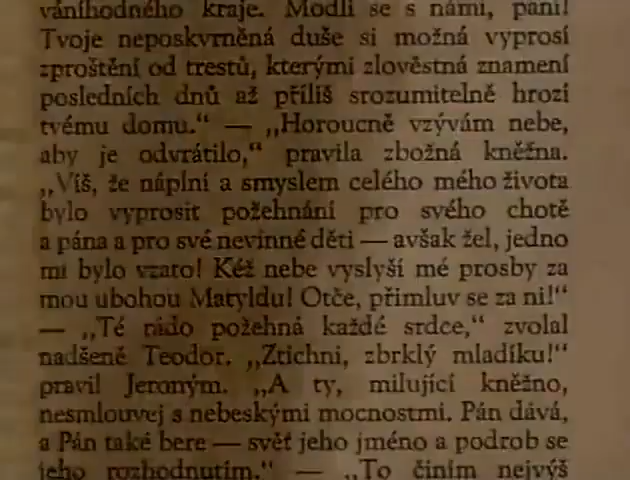 váníhodného kraje. Modli se s námi, paní!
Tvoje neposkvrněná duše si možná vyprosí
zproštění od trestů, kterými zlověstná znamení
posledních dnů až příliš srozumitelně hrozí
tvému domu.“ — „Horoucně vzývám nebe,
aby je odvrátilo,“ pravila zbožná kněžna.
„Víš, že náplní a smyslem celého mého života
bylo vyprosit požehnání pro svého chotě
a pána a pro své nevinné děti — avšak žel, jedno
mi bylo vzato! Kéž nebe vyslyší mé prosby za
mou ubohou Matyldu! Otče, přimluv se za ni!“
— „Té rádo požehná každé srdce,“ zvolal
nadšeně Teodor. „Ztichni, zbrklý mladíku!“
pravil Jeroným. „A ty, milující kněžno,
nesmlouvej s nebeskými mocnostmi. Pán dává,
a Pán také bere — svěť jeho jméno a podrob se
jeho rozhodnutím.“ — „To činím nejvýš